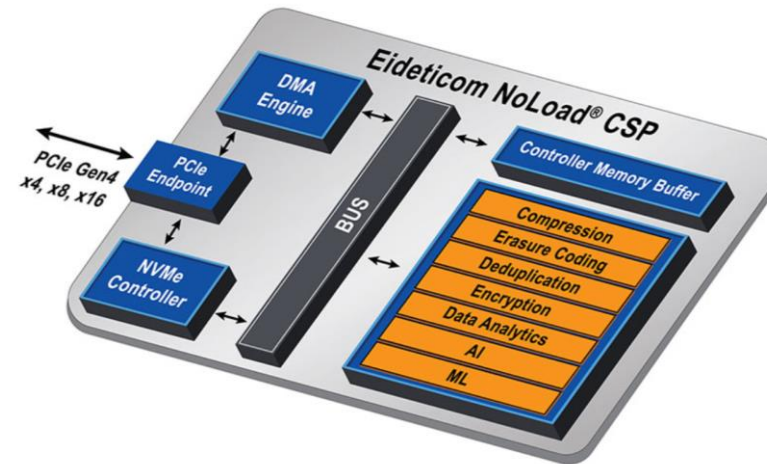 Eideticom NoLoad® CSP
DMA
Engine
PCIe Gen4
x4, x8, x16
PCIe
Endpoint
NVMe
Controller
BUS
Controller Memory Buffer
Compression
Erasure Coding
Deduplication
Encryption
Data Analytics
AI
ML